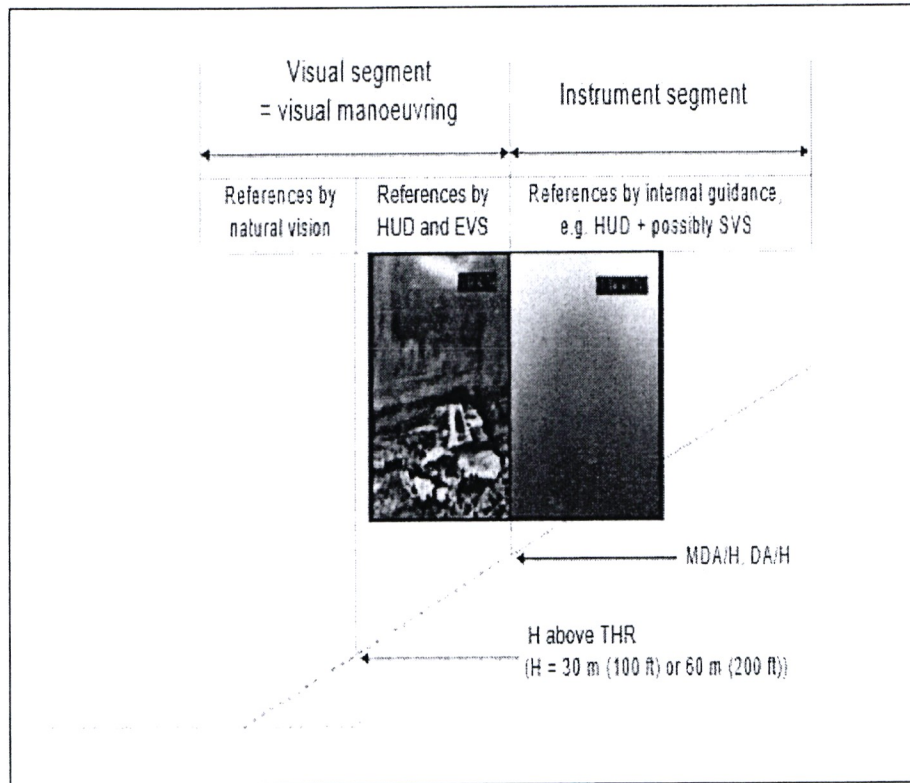 Visual segment
= visual manoeuvring
Instrument segment
References by
natural vision
References by
HUD and EVS
References by internal guidance,
e.g. HUD + possibly SVS
MDA/H, DA/H
H above THR
(H = 30 m (100 ft) or 60 m (200 ft))